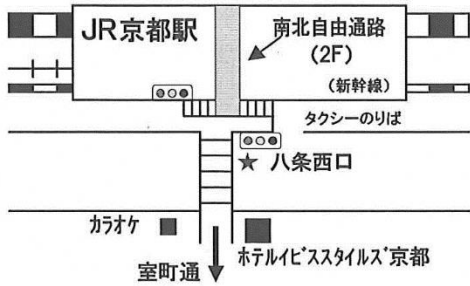 JR京都駅
南北自由通路
(2F)
(新幹線)
タクシーのりば
★ 八条西口
カラオケ
ホテルイビススタイルズ京都
室町通